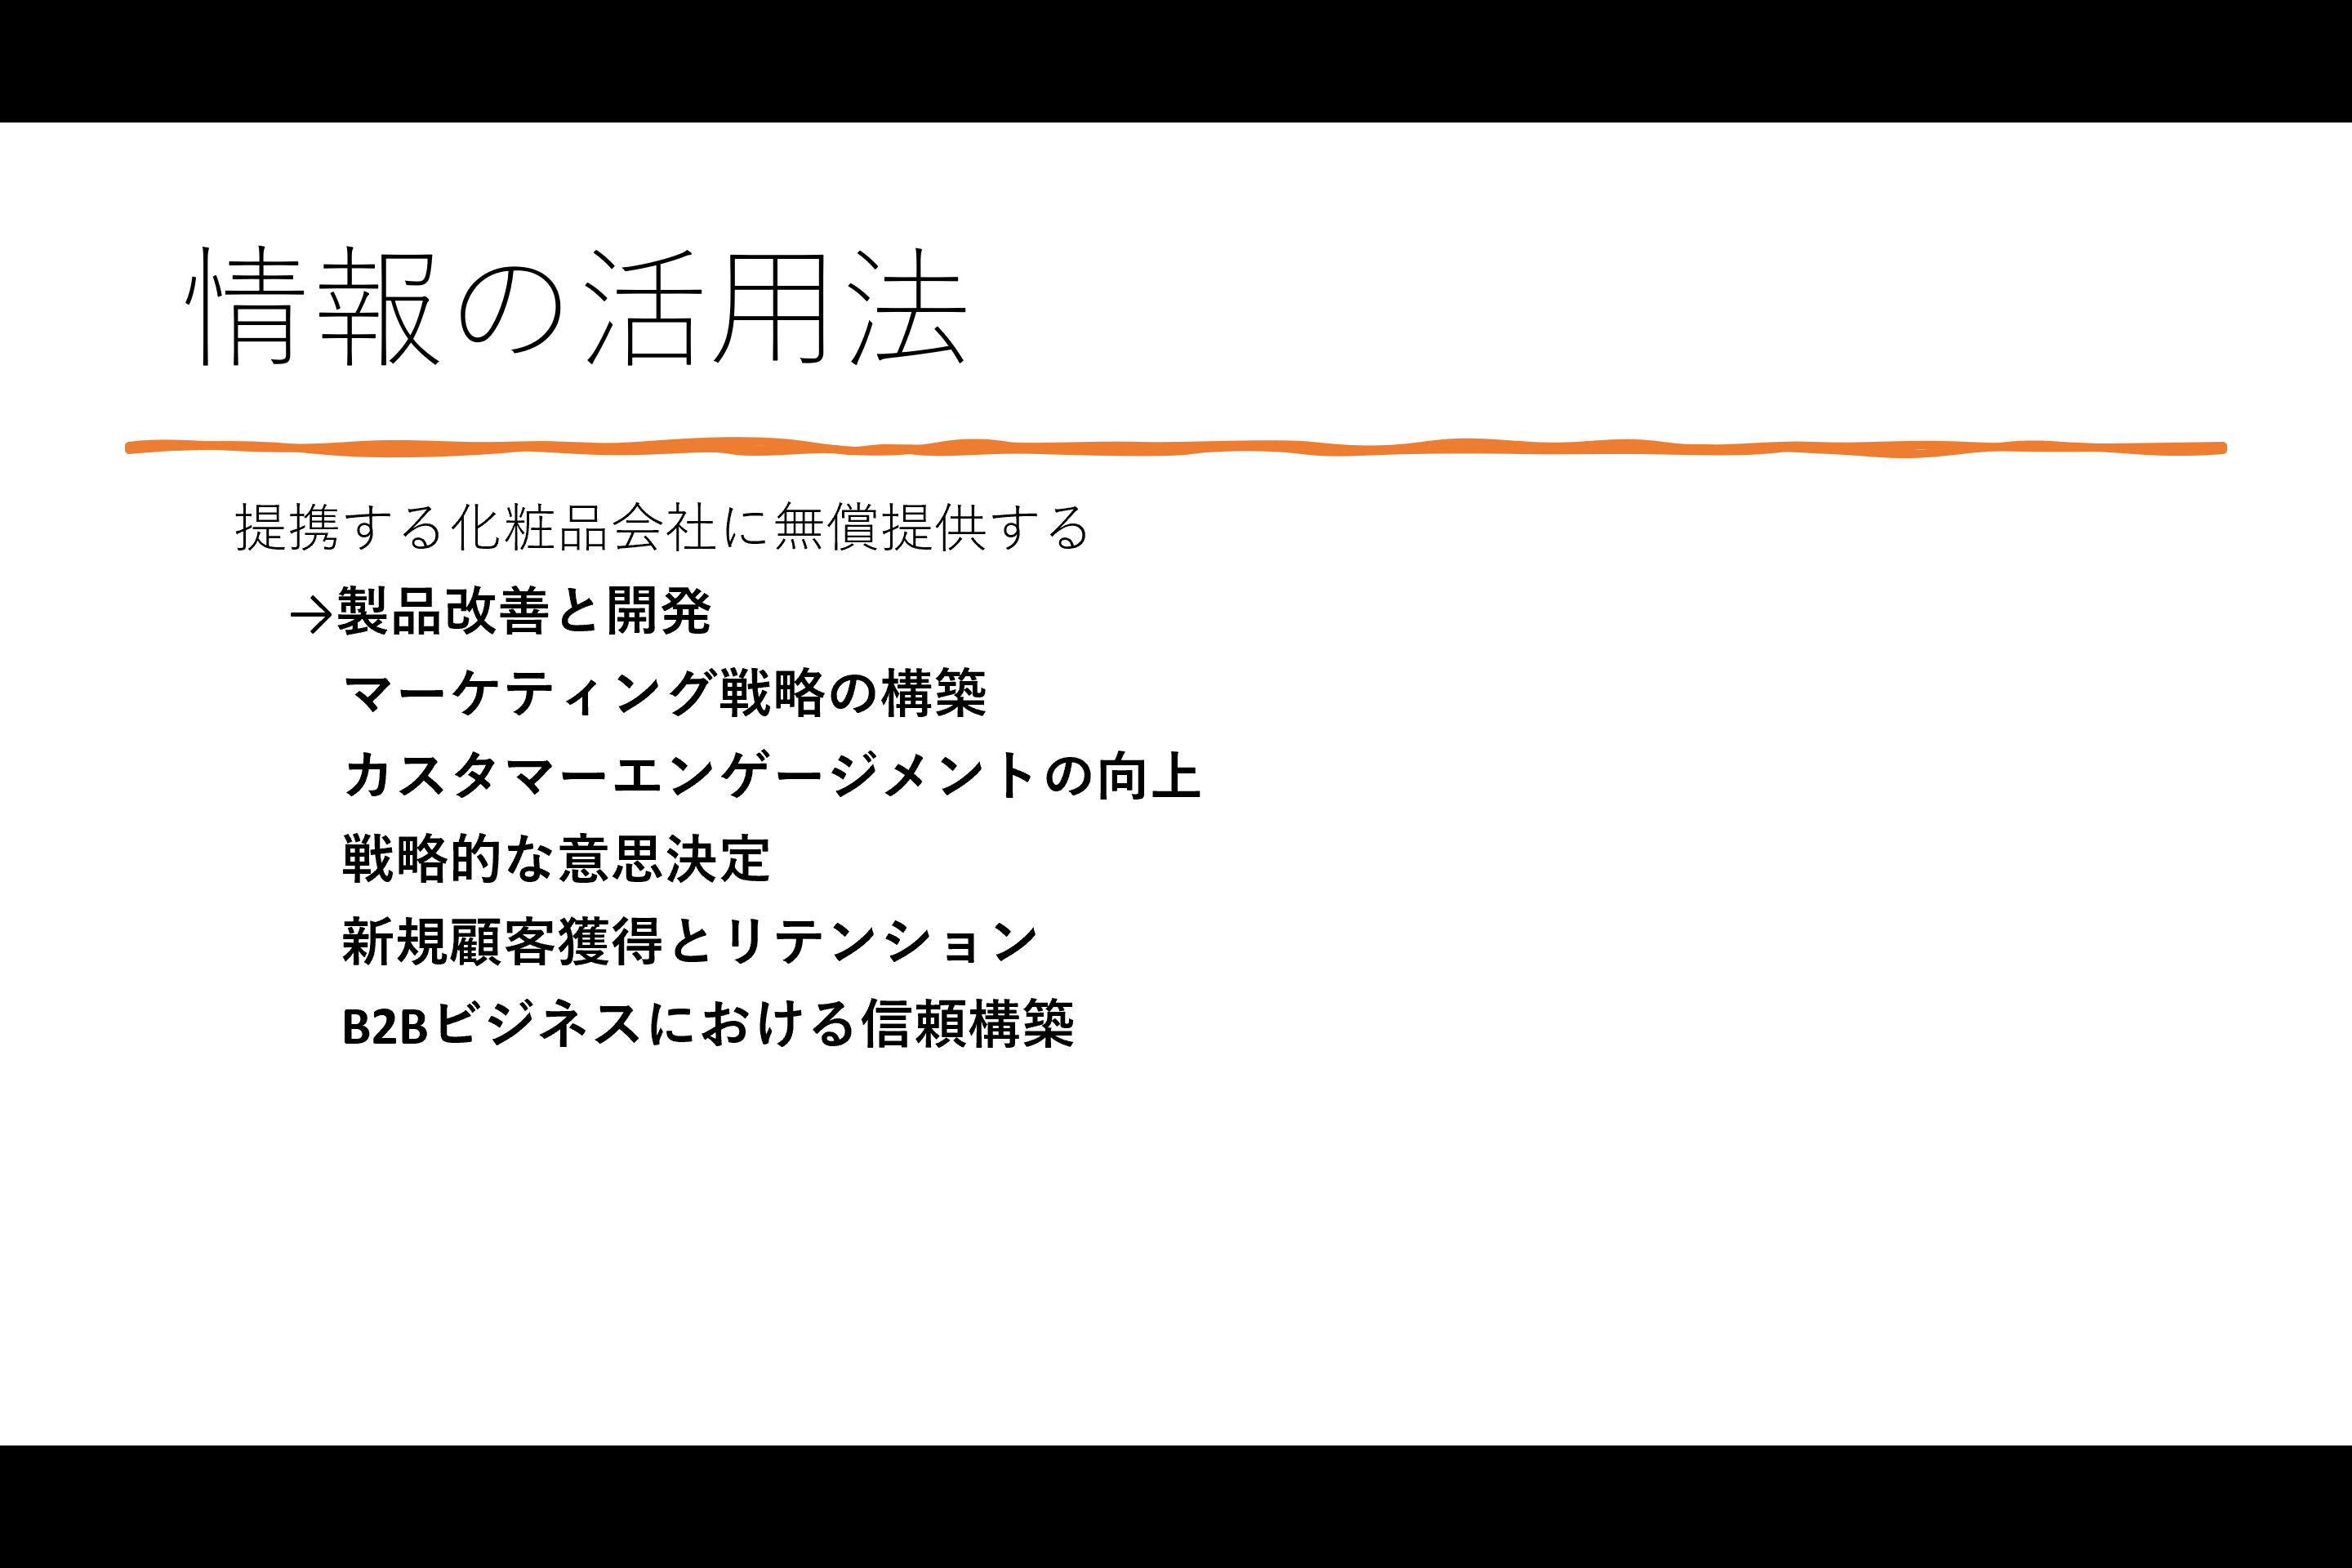 情報の活用法
提携する化粧品会社に無償提供する
→製品改善と開発
マーケティング戦略の構築
カスタマーエンゲージメントの向上
戦略的な意思決定
新規顧客獲得とリテンション
B2Bビジネスにおける信頼構築